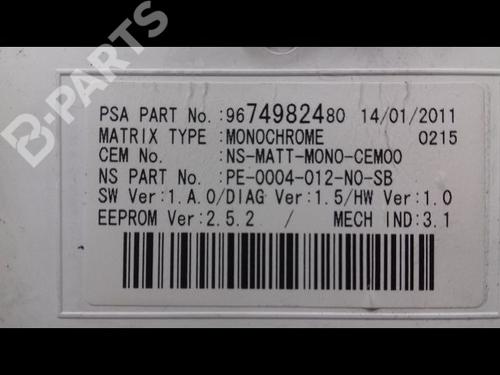 BPARTS
PSA PART No.:9674982480 14/01/2011
MATRIX TYPE :MONOCHROME 0215
CEM No. :NS-MATT-MONO-CEM00
NS PART No. :PE-0004-012-N0-SB
SW Ver:1.A.0/DIAG Ver:1.5/HW Ver:1.0
EEPROM Ver:2.5.2 / MECH IND:3.1